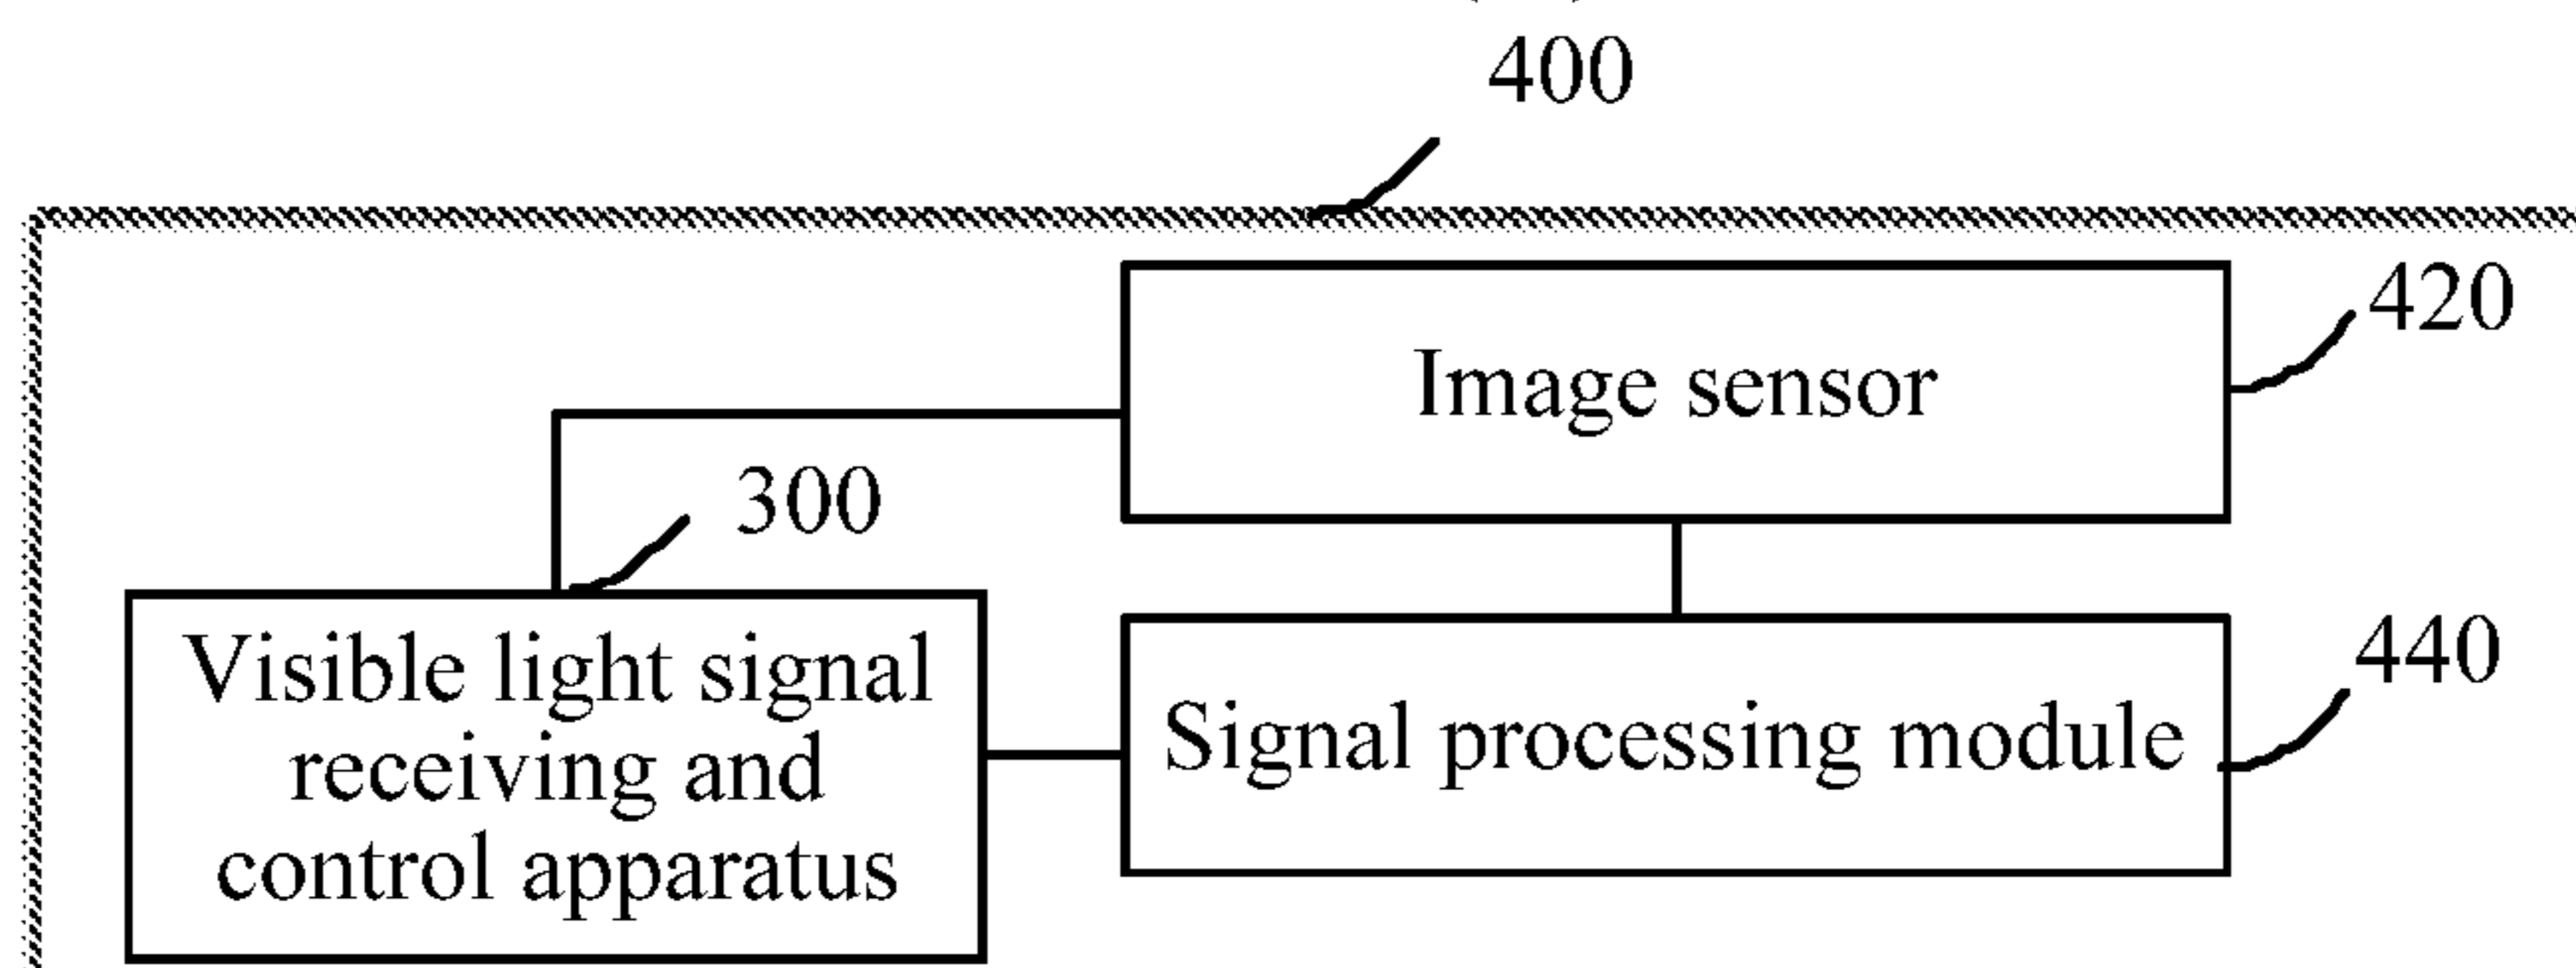 400
420
Image sensor
300
Visible light signal
receiving and
control apparatus
440
Signal processing module